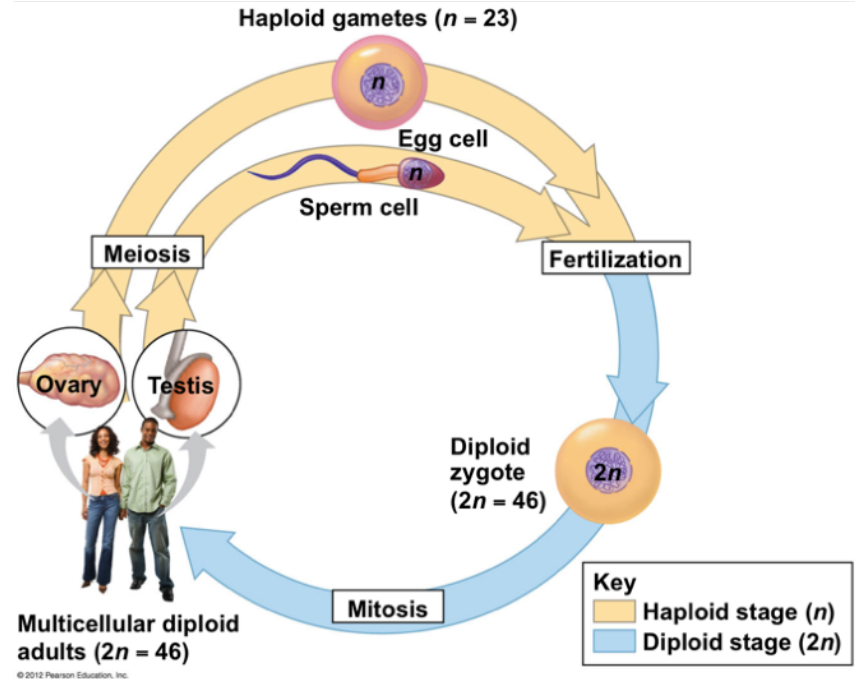 Haploid gametes (n = 23)
n
Egg cell
n
Sperm cell
Meiosis
Fertilization
Ovary
Testis
Diploid
zygote
(2n = 46)
2n
Mitosis
Multicellular diploid
adults (2n = 46)
Key
Haploid stage (n)
Diploid stage (2n)
© 2012 Pearson Education, Inc.